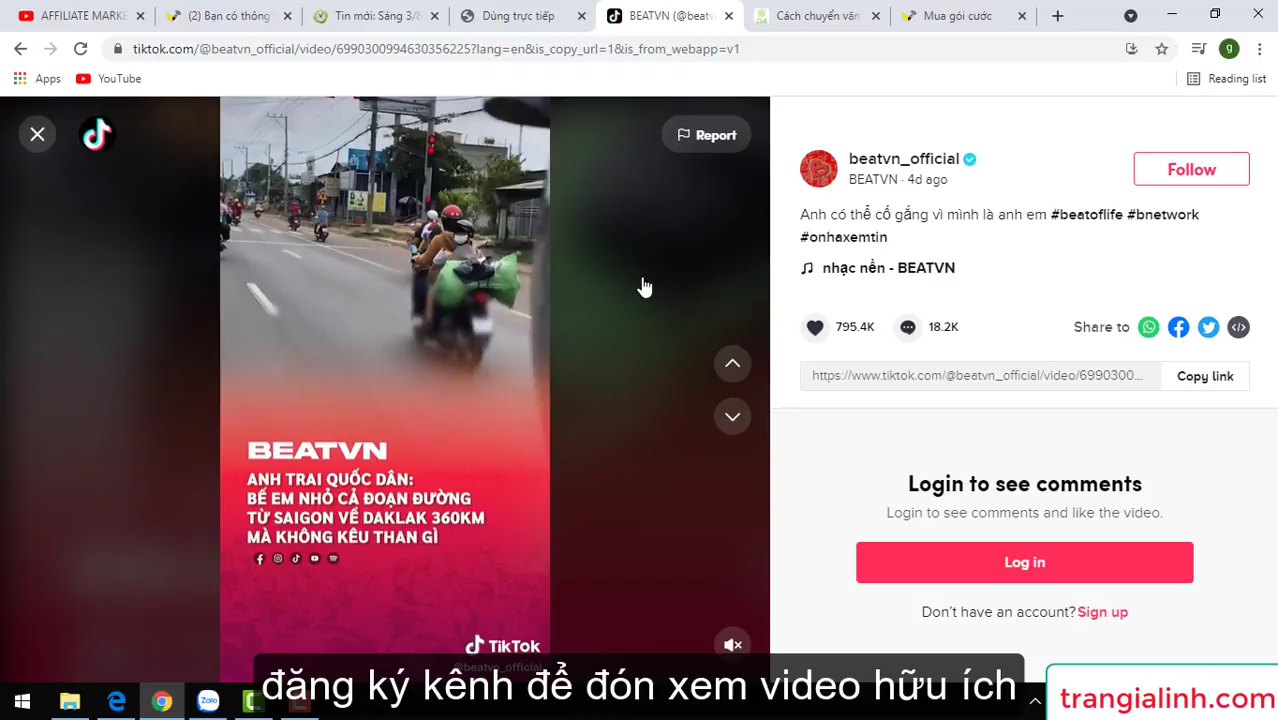 AFFILIATE MARKE
(2) Bạn có thông
Tin mới: Sáng 3/8
Dùng trực tiếp
BEATVN (@beatv
Cách chuyển văn
Mua gói cước
tiktok.com/@beatvn_official/video/6990300994630356225?lang=en&is_copy_url=1&is_from_webapp=v1
g
Apps
YouTube
Reading list
Report
beatvn_official
BEATVN · 4d ago
Follow
Anh có thể cố gắng vì mình là anh em #beatoflife #bnetwork
#onhaxemtin
nhạc nền - BEATVN
795.4K
18.2K
Share to
https://www.tiktok.com/@beatvn_official/video/6990300...
Copy link
BEATVN
ANH TRAI QUỐC DÂN:
BẾ EM NHỎ CẢ ĐOẠN ĐƯỜNG
TỪ SAIGON VỀ DAKLAK 360KM
MÀ KHÔNG KÊU THAN GÌ
TikTok
@beatvn_official
Login to see comments
Login to see comments and like the video.
Log in
Don't have an account? Sign up
đăng ký kênh để đón xem video hữu ích
Zalo
trangialinh.com